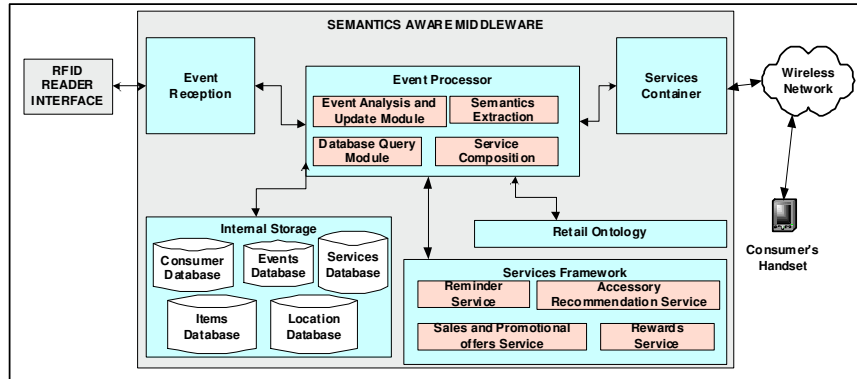 SEMANTICS AWARE MIDDLEWARE
RFID
READER
INTERFACE
Event
Reception
Event Processor
Event Analysis and
Update Module
Semantics
Extraction
Database Query
Module
Service
Composition
Services
Container
Wireless
Network
Consumer's
Handset
Internal Storage
Consumer
Database
Events
Database
Services
Database
Items
Database
Location
Database
Retail Ontology
Services Framework
Reminder
Service
Accessory
Recommendation Service
Sales and Promotional
offers Service
Rewards
Service